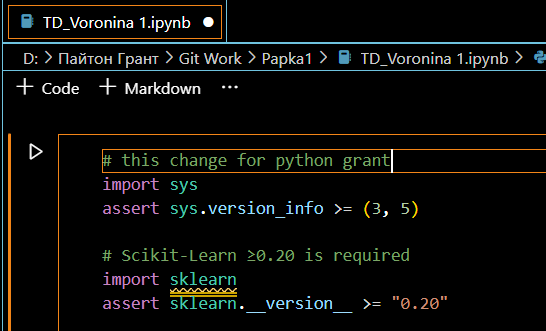 TD_Voronina 1.ipynb ●
D: > Пайтон Грант > Git Work > Papka1 > TD_Voronina 1.ipynb >
+ Code + Markdown ···
# this change for python grant
import sys
assert sys.version_info >= (3, 5)
# Scikit-Learn ≥0.20 is required
import sklearn
assert sklearn.__version__ >= "0.20"